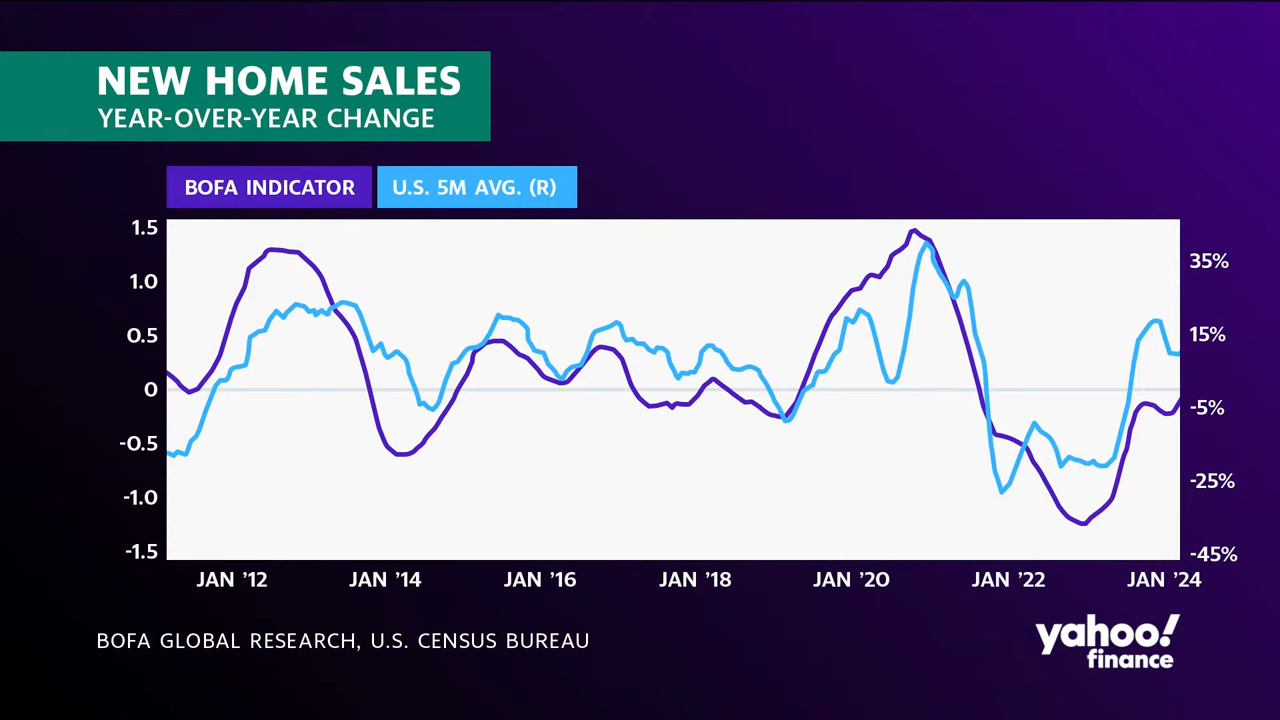 NEW HOME SALES
YEAR-OVER-YEAR CHANGE
BOFA INDICATOR
U.S. 5M AVG. (R)
1.5
1.0
0.5
0
-0.5
-1.0
-1.5
35%
15%
-5%
-25%
-45%
JAN ’12
JAN ’14
JAN ’16
JAN ’18
JAN ’20
JAN ’22
JAN ’24
BOFA GLOBAL RESEARCH, U.S. CENSUS BUREAU
yahoo!
finance